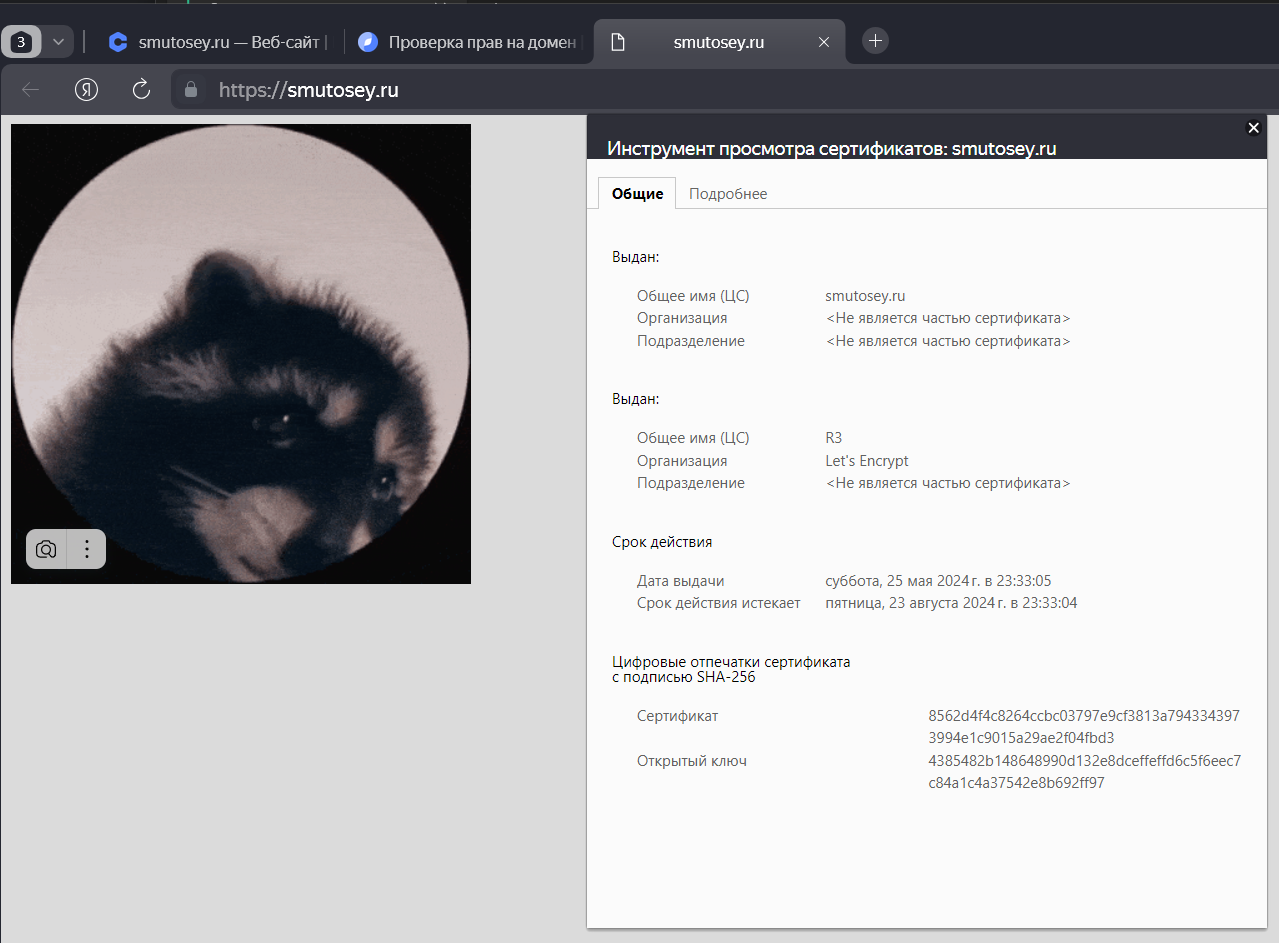 3
smutosey.ru — Веб-сайт |
Проверка прав на домен
smutosey.ru
Я
https://smutosey.ru
Инструмент просмотра сертификатов: smutosey.ru
Общие
Подробнее
Выдан:
Общее имя (ЦС) smutosey.ru
Организация <Не является частью сертификата>
Подразделение <Не является частью сертификата>
Выдан:
Общее имя (ЦС) R3
Организация Let's Encrypt
Подразделение <Не является частью сертификата>
Срок действия
Дата выдачи суббота, 25 мая 2024 г. в 23:33:05
Срок действия истекает пятница, 23 августа 2024 г. в 23:33:04
Цифровые отпечатки сертификата
с подписью SHA-256
Сертификат 8562d4f4c8264ccbc03797e9cf3813a794334397
3994e1c9015a29ae2f04fbd3
Открытый ключ 4385482b148648990d132e8dceffeffd6c5f6eec7
c84a1c4a37542e8b692ff97